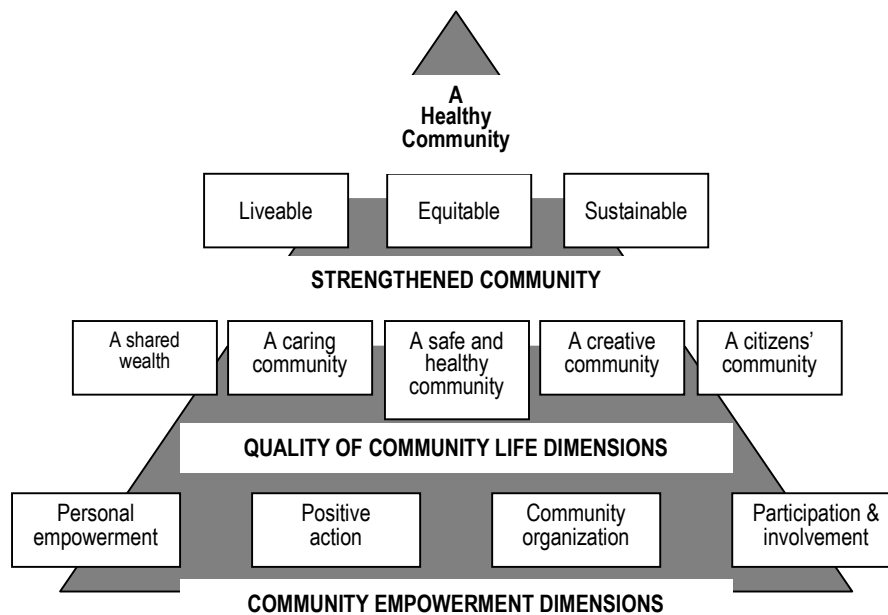 A
Healthy
Community
Liveable
Equitable
Sustainable
STRENGTHENED COMMUNITY
A shared
wealth
A caring
community
A safe and
healthy
community
A creative
community
A citizens’
community
QUALITY OF COMMUNITY LIFE DIMENSIONS
Personal
empowerment
Positive
action
Community
organization
Participation &
involvement
COMMUNITY EMPOWERMENT DIMENSIONS